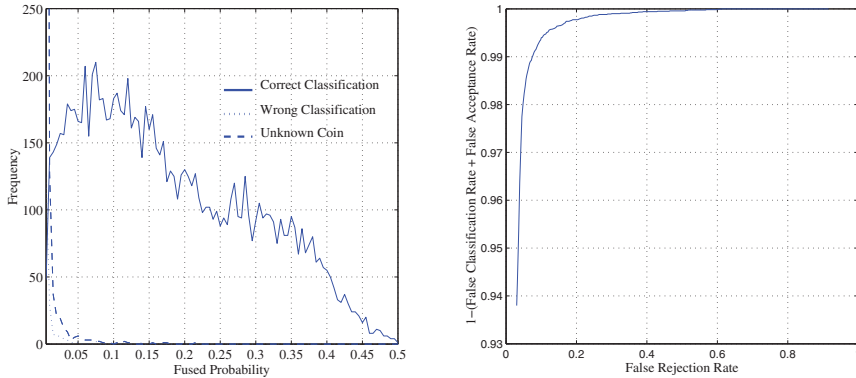 250
200
150
100
50
0
Frequency
Correct Classification
Wrong Classification
Unknown Coin
0.05 0.1 0.15 0.2 0.25 0.3 0.35 0.4 0.45 0.5
Fused Probability
1
0.99
0.98
0.97
0.96
0.95
0.94
0.93
1−(False Classification Rate + False Acceptance Rate)
0 0.2 0.4 0.6 0.8
False Rejection Rate